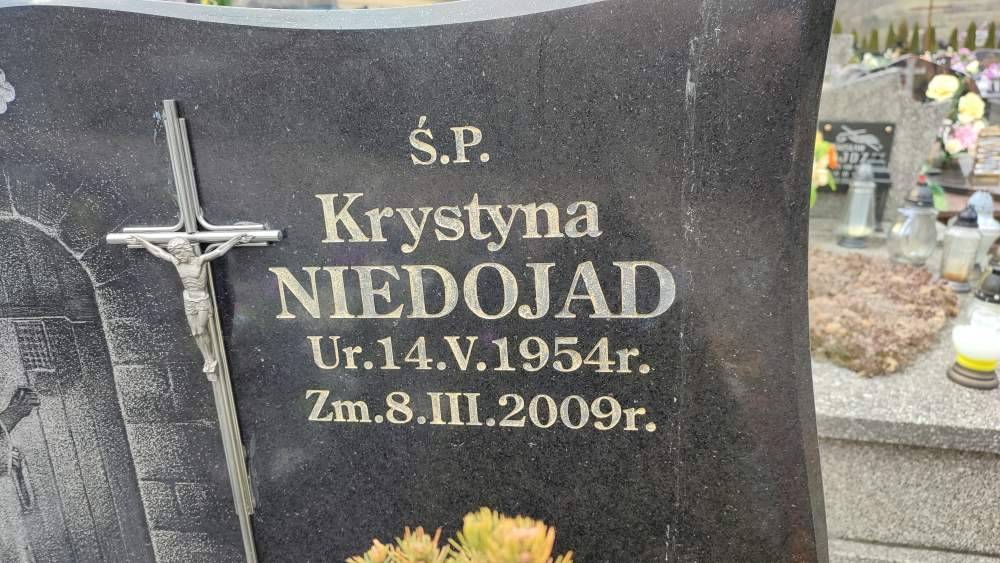 Ś.P.
Krystyna
NIEDOJAD
Ur.14.V.1954r.
Zm.8.III.2009r.